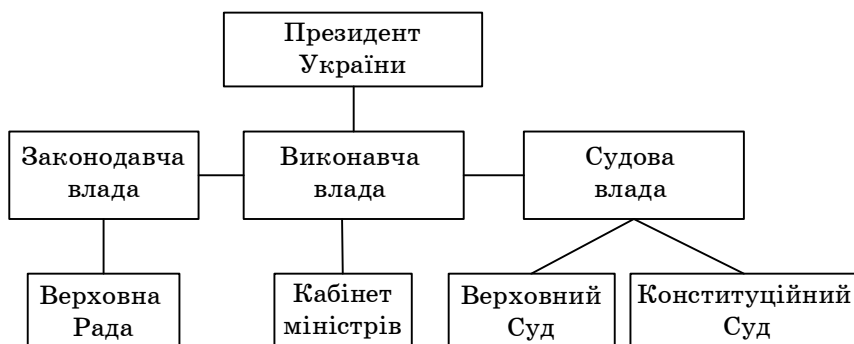 Президент
України
Законодавча
влада
Виконавча
влада
Судова
влада
Верховна
Рада
Кабінет
міністрів
Верховний
Суд
Конституційний
Суд